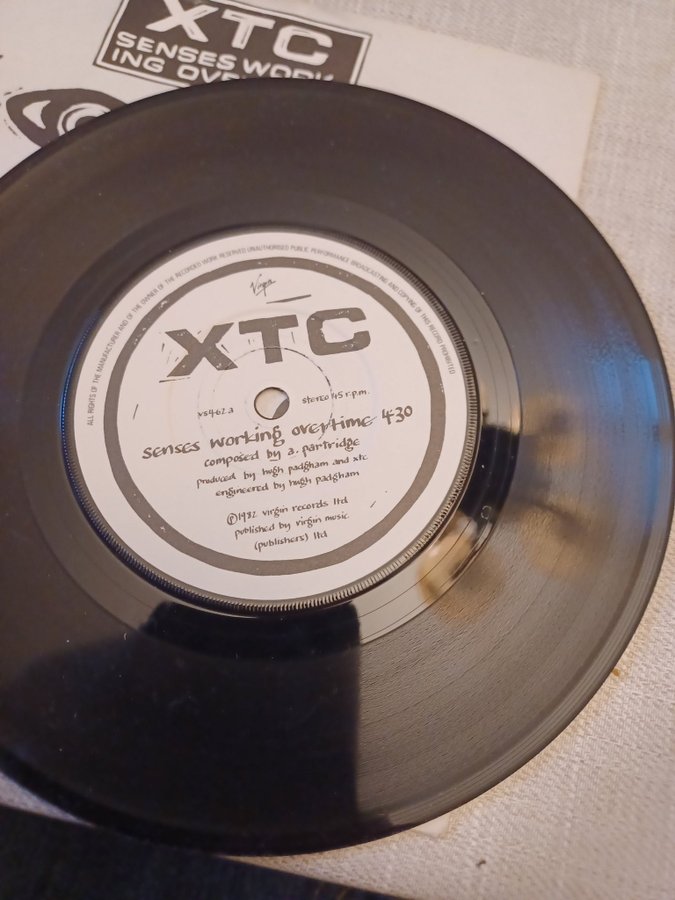 XTC
SENSES WORK
ING OVER
ALL RIGHTS OF THE MANUFACTURER AND OF THE OWNER OF THE RECORDED WORK RESERVED UNAUTHORISED PUBLIC PERFORMANCE BROADCASTING AND COPYING OF THIS RECORD PROHIBITED
Virgin
XTC
vs462 a
stereo 45 r.p.m.
senses working overtime 4·30
composed by a. partridge
produced by hugh padgham and xtc
engineered by hugh padgham
℗1982 virgin records ltd
published by virgin music
(publishers) ltd